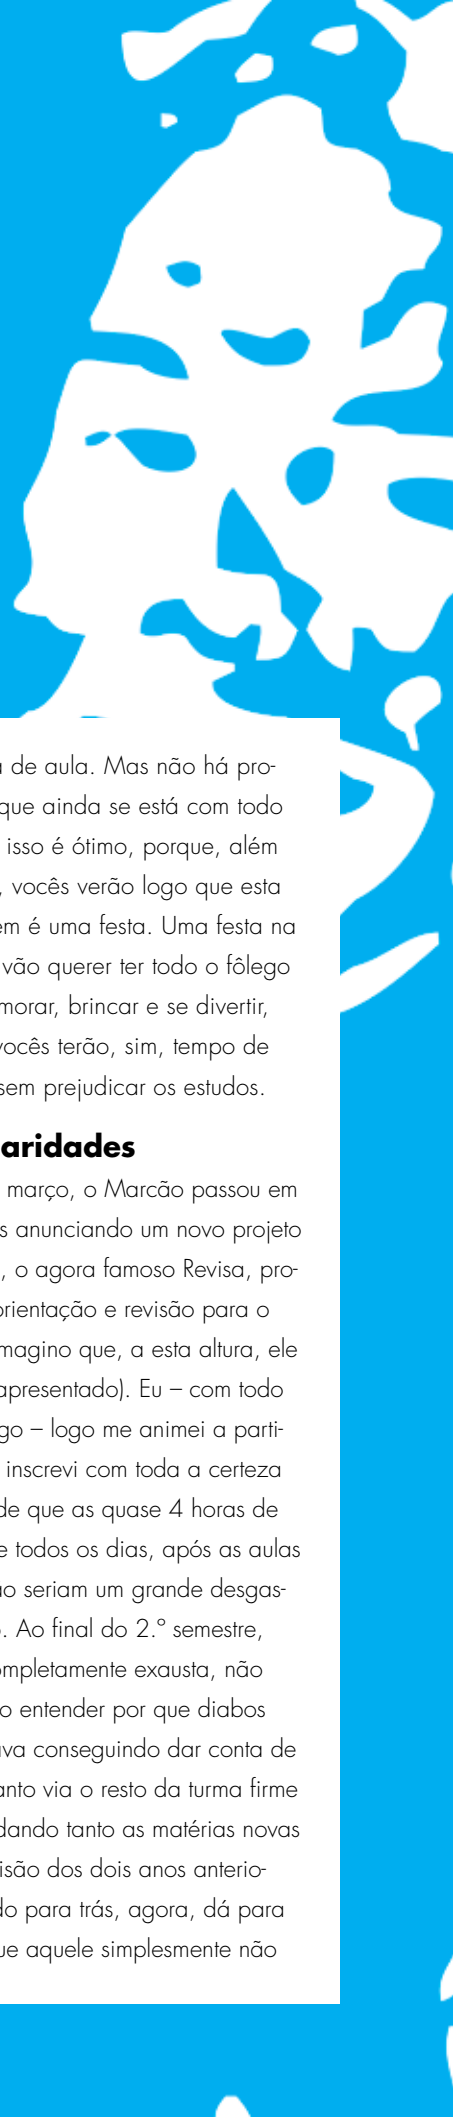 de aula. Mas não há pro-
que ainda se está com todo
isso é ótimo, porque, além
, vocês verão logo que esta
em é uma festa. Uma festa na
vão querer ter todo o fôlego
morar, brincar e se divertir,
vocês terão, sim, tempo de
sem prejudicar os estudos.
aridades
março, o Marcão passou em
s anunciando um novo projeto
, o agora famoso Revisa, pro-
orientação e revisão para o
magino que, a esta altura, ele
apresentado). Eu – com todo
go – logo me animei a parti-
inscrevi com toda a certeza
de que as quase 4 horas de
e todos os dias, após as aulas
ão seriam um grande desgas-
. Ao final do 2.º semestre,
ompletamente exausta, não
o entender por que diabos
ava conseguindo dar conta de
anto via o resto da turma firme
dando tanto as matérias novas
isão dos dois anos anterio-
do para trás, agora, dá para
ue aquele simplesmente não